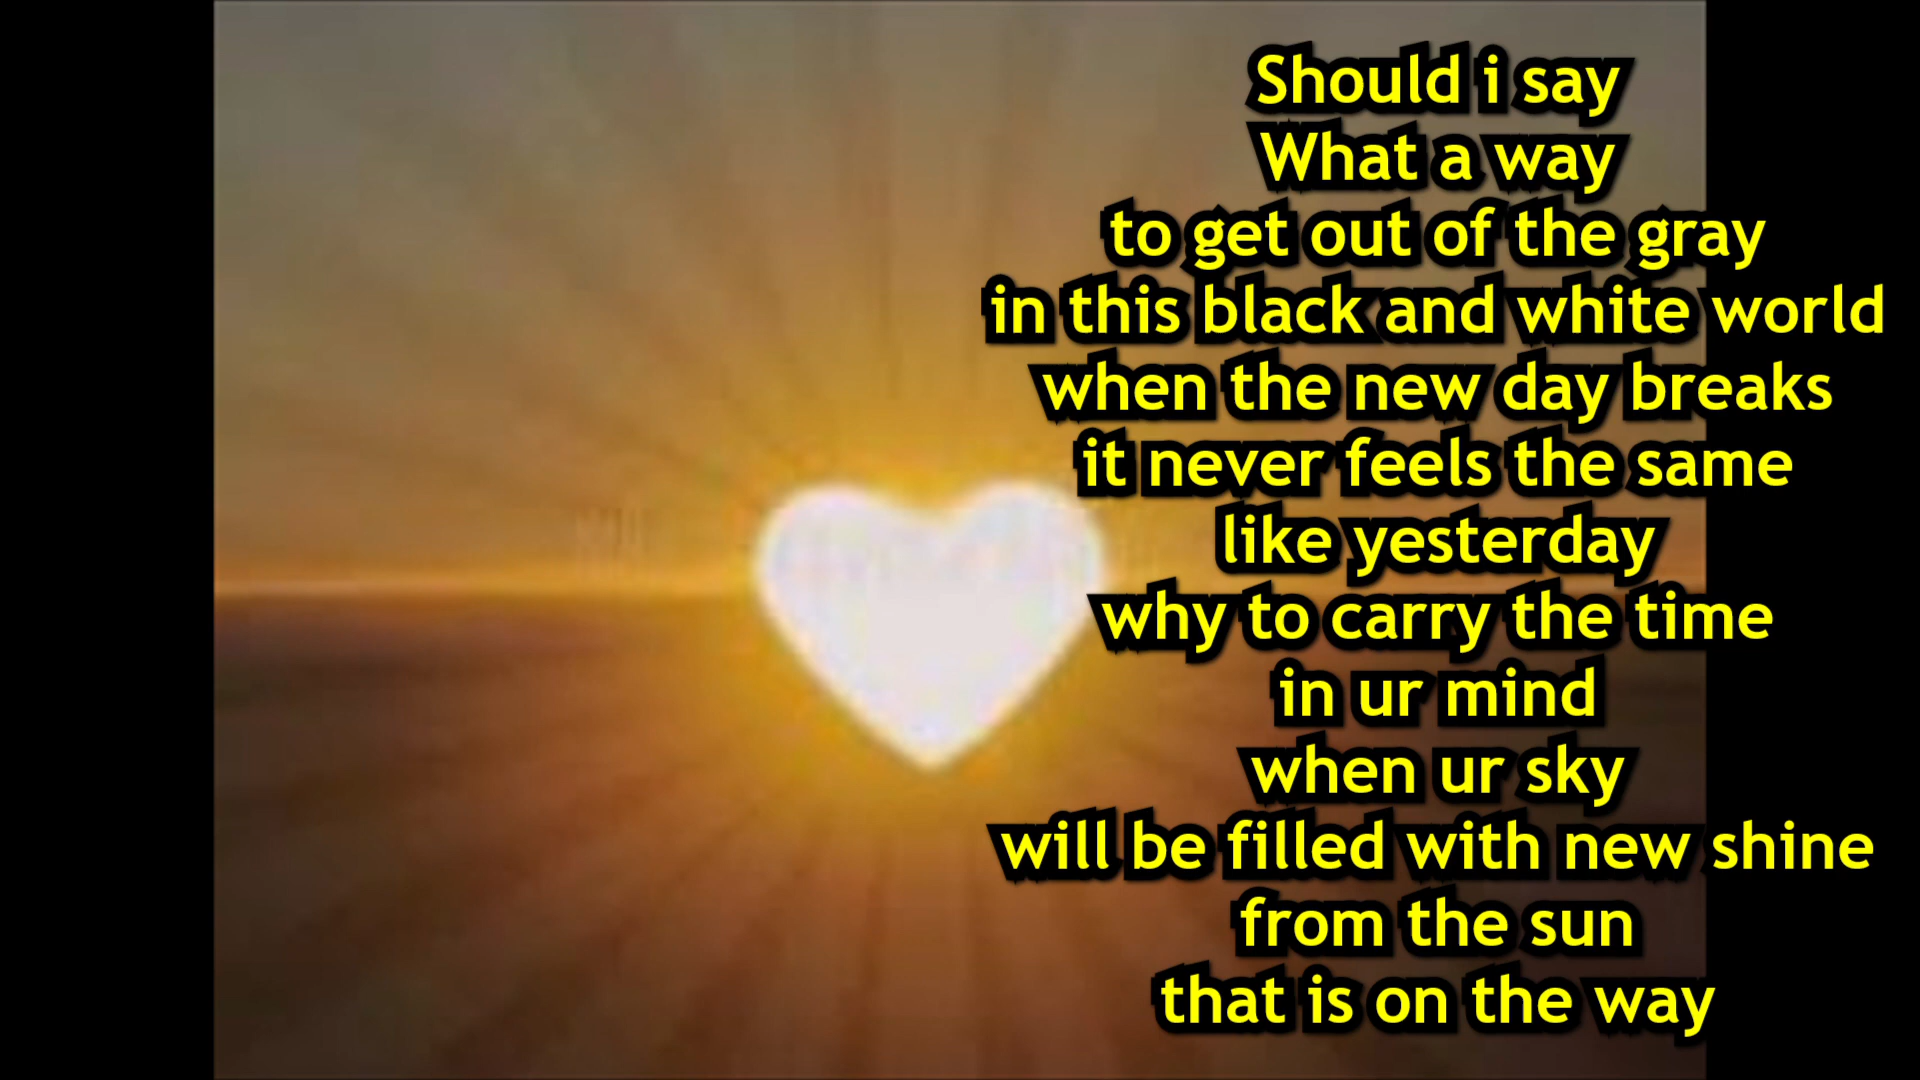 Should i say
What a way
to get out of the gray
in this black and white world
when the new day breaks
it never feels the same
like yesterday
why to carry the time
in ur mind
when ur sky
will be filled with new shine
from the sun
that is on the way